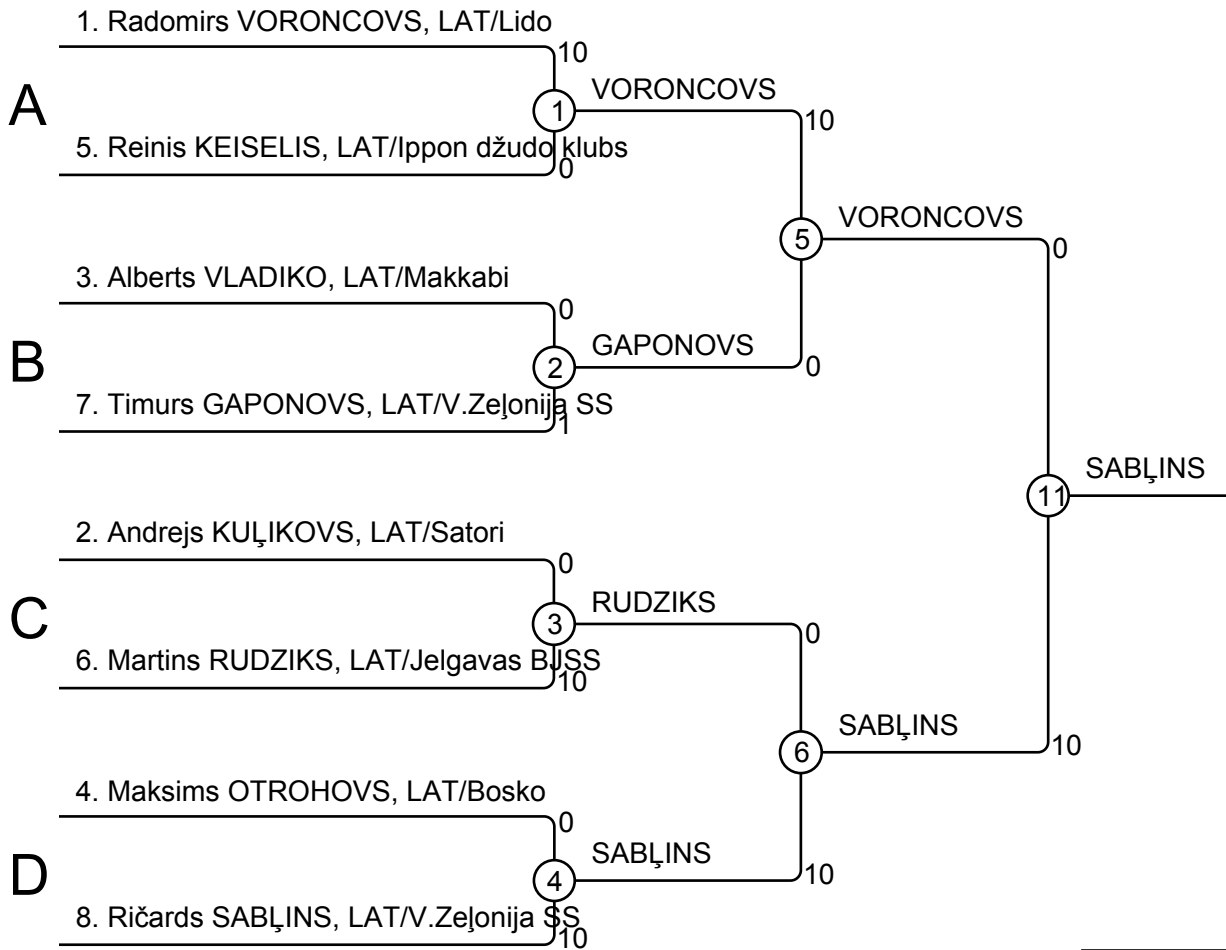 1. Radomirs VORONCOVS, LAT/Lido
10
VORONCOVS
A
1
10
5. Reinis KEISELIS, LAT/Ippon džudo klubs
0
VORONCOVS
5
0
3. Alberts VLADIKO, LAT/Makkabi
0
GAPONOVS
B
2
0
7. Timurs GAPONOVS, LAT/V.Zeļonija SS
1
SABĻINS
11
2. Andrejs KUĻIKOVS, LAT/Satori
0
RUDZIKS
C
3
0
6. Martins RUDZIKS, LAT/Jelgavas BJSS
10
SABĻINS
6
10
4. Maksims OTROHOVS, LAT/Bosko
0
SABĻINS
D
4
10
8. Ričards SABĻINS, LAT/V.Zeļonija SS
10